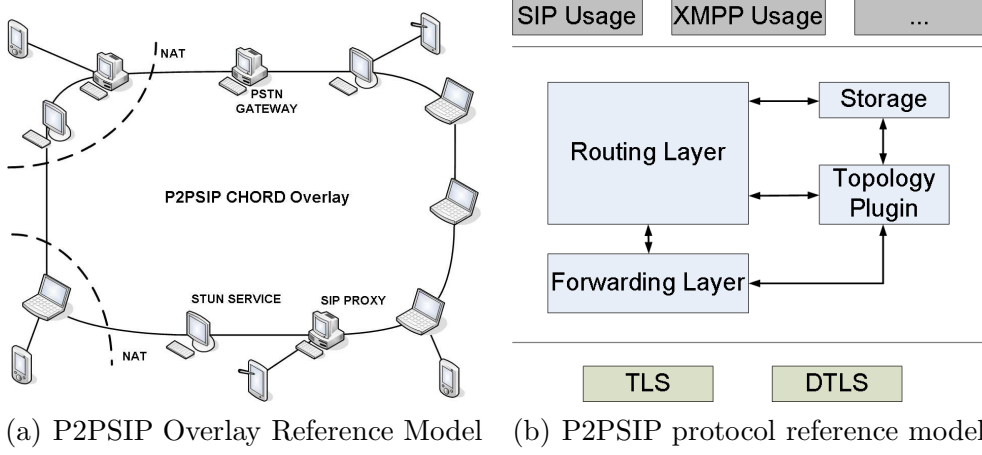 NAT
PSTN
GATEWAY
P2PSIP CHORD Overlay
STUN SERVICE
SIP PROXY
NAT
(a) P2PSIP Overlay Reference Model
SIP Usage
XMPP Usage
...
Routing Layer
Storage
Topology
Plugin
Forwarding Layer
TLS
DTLS
(b) P2PSIP protocol reference model